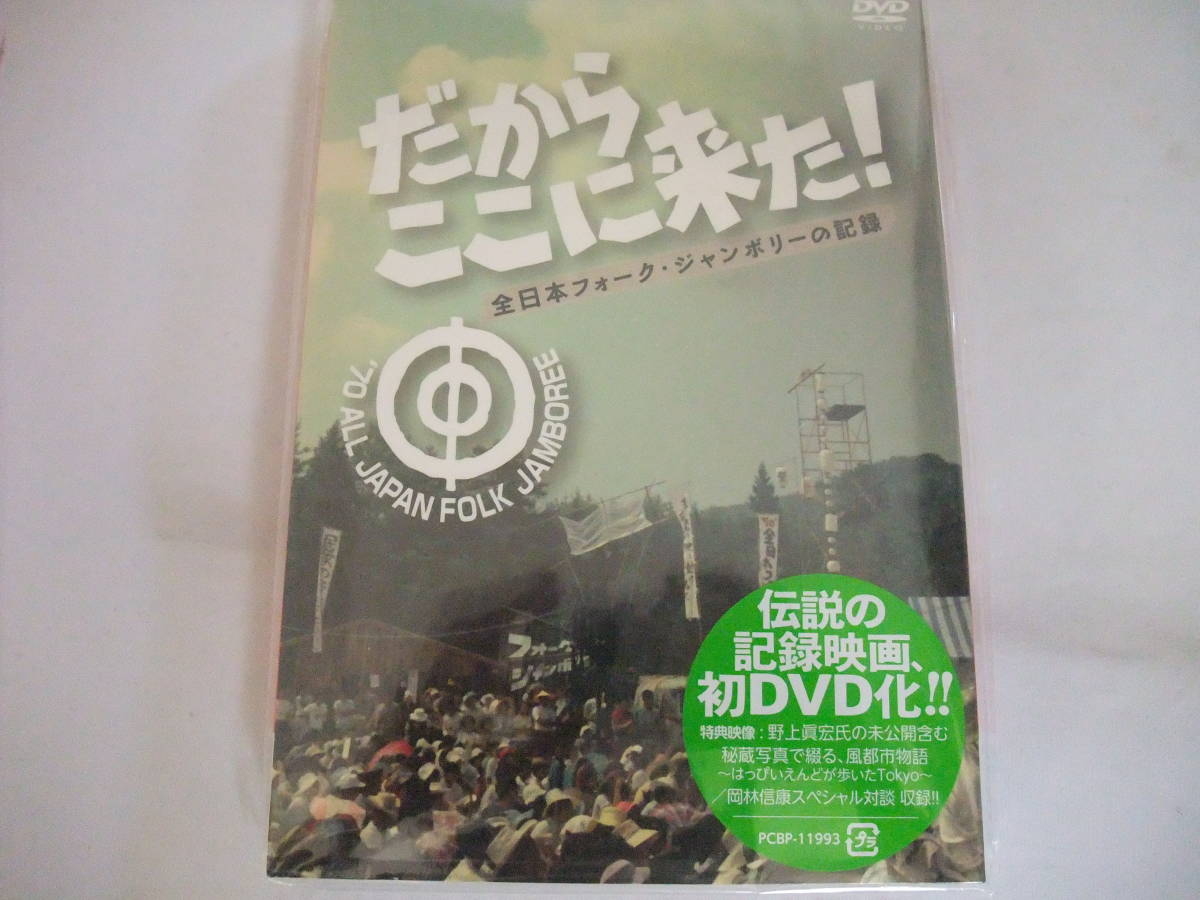 DVD
VIDEO
だから
ここに来た!
全日本フォーク・ジャンボリーの記録
'70 ALL JAPAN FOLK JAMBOREE
フォーク
ジャンボリー
伝説の
記録映画、
初DVD化!!
特典映像:野上眞宏氏の未公開含む
秘蔵写真で綴る、風都市物語
～はっぴいえんどが歩いたTokyo～
／岡林信康スペシャル対談 収録!!
PCBP-11993
プラ